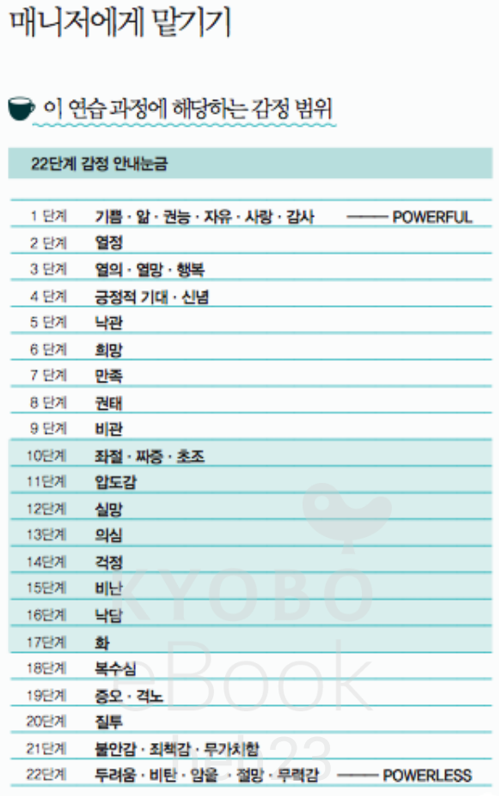 매니저에게 맡기기
이 연습 과정에 해당하는 감정 범위
22단계 감정 안내눈금
1 단계 기쁨 · 앎 · 권능 · 자유 · 사랑 · 감사 POWERFUL
2 단계 열정
3 단계 열의 · 열망 · 행복
4 단계 긍정적 기대 · 신념
5 단계 낙관
6 단계 희망
7 단계 만족
8 단계 권태
9 단계 비관
10단계 좌절 · 짜증 · 초조
11단계 압도감
12단계 실망
13단계 의심
14단계 걱정
15단계 비난
16단계 낙담
17단계 화
18단계 복수심
19단계 증오 · 격노
20단계 질투
21단계 불안감 · 죄책감 · 무가치함
22단계 두려움 · 비탄 · 암울 · 절망 · 무력감 POWERLESS
KYOBO
eBook
heh23